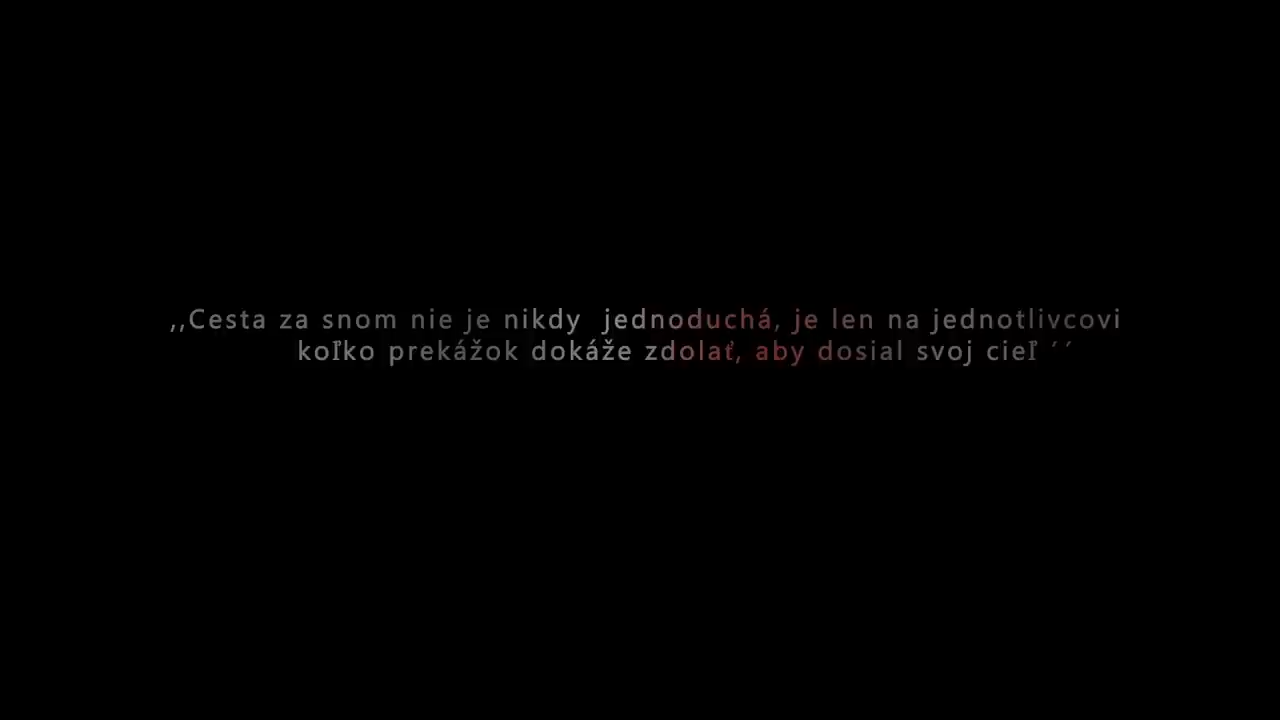 ,,Cesta za snom nie je nikdy  jednoduchá, je len na jednotlivcovi
koľko prekážok dokáže zdolať, aby dosial svoj cieľ ´´